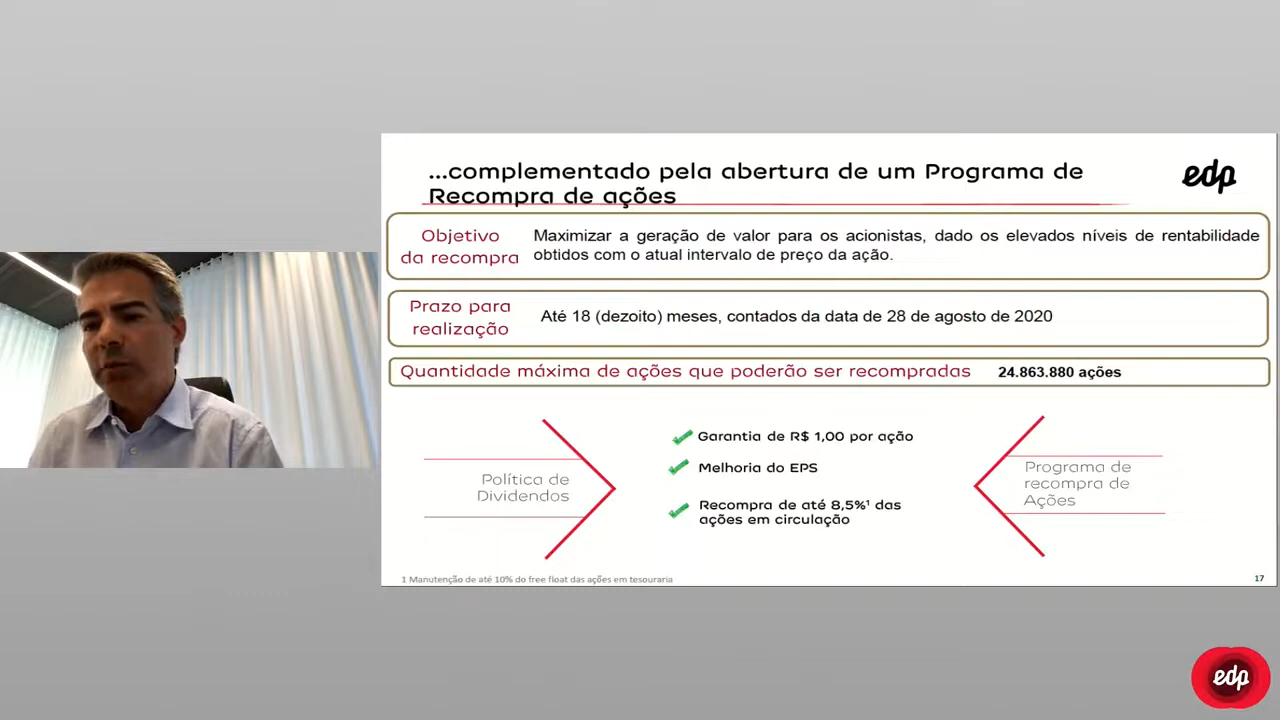 ...complementado pela abertura de um Programa de
Recompra de ações
edp
Objetivo
da recompra
Maximizar a geração de valor para os acionistas, dado os elevados níveis de rentabilidade
obtidos com o atual intervalo de preço da ação.
Prazo para
realização
Até 18 (dezoito) meses, contados da data de 28 de agosto de 2020
Quantidade máxima de ações que poderão ser recompradas 24.863.880 ações
Política de
Dividendos
Garantia de R$ 1,00 por ação
Melhoria do EPS
Recompra de até 8,5%¹ das
ações em circulação
Programa de
recompra de
Ações
1 Manutenção de até 10% do free float das ações em tesouraria
17
edp